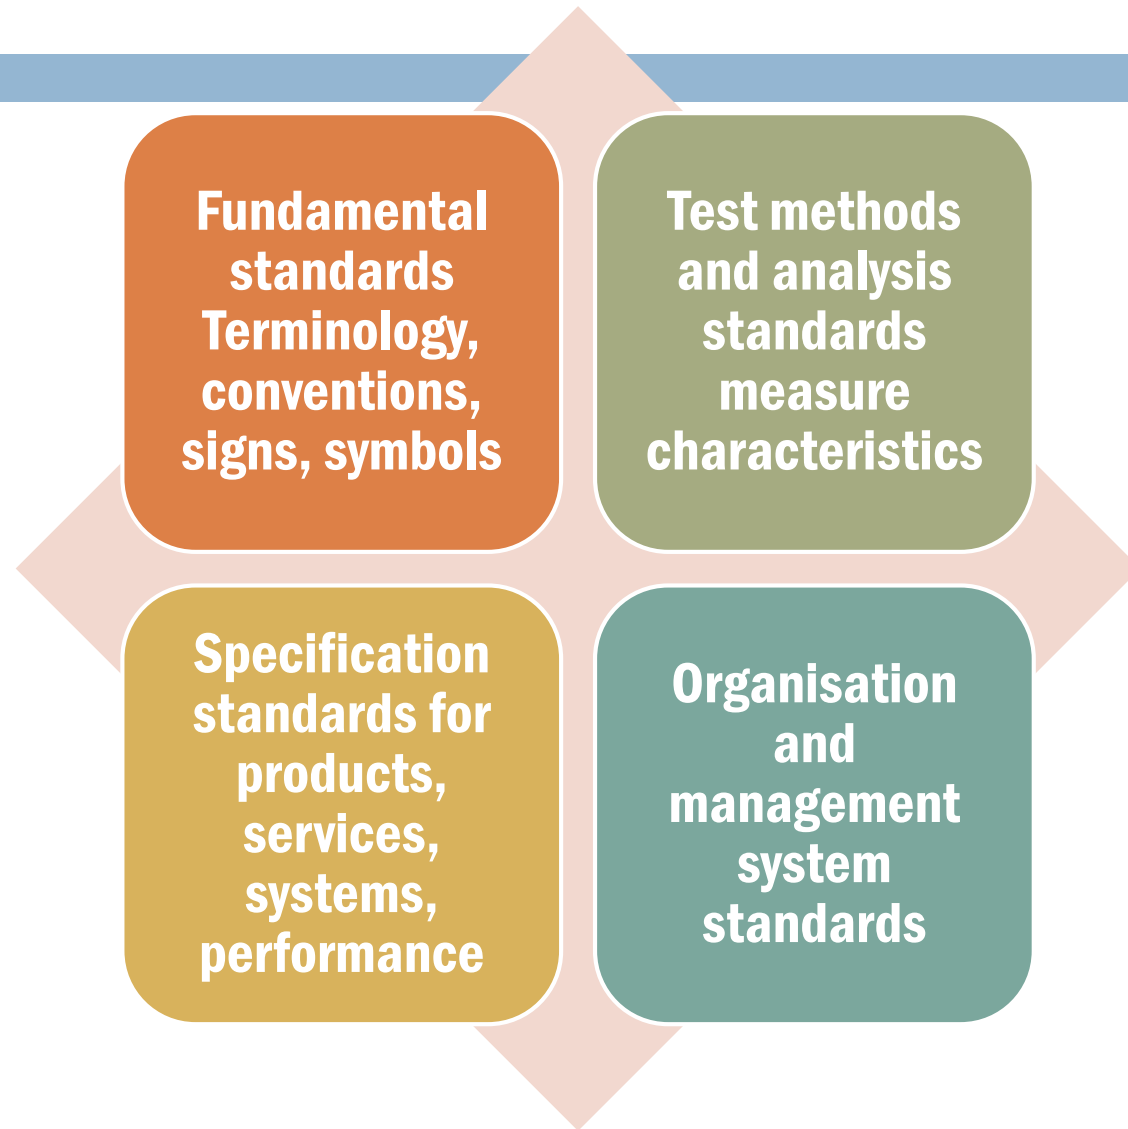 Fundamental
standards
Terminology,
conventions,
signs, symbols
Test methods
and analysis
standards
measure
characteristics
Specification
standards for
products,
services,
systems,
performance
Organisation
and
management
system
standards